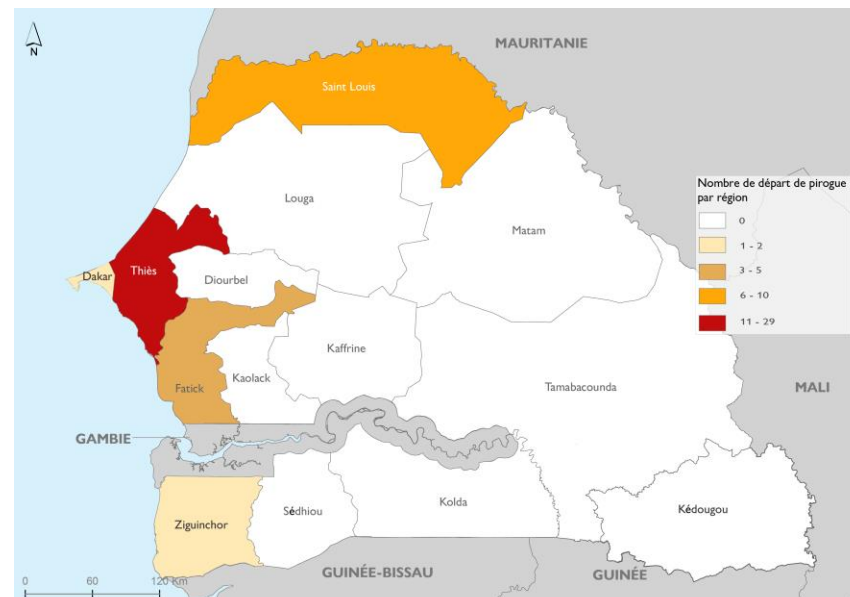 N
MAURITANIE
Saint Louis
Louga
Matam
Nombre de départ de pirogue
par région
0
1 - 2
3 - 5
6 - 10
11 - 29
Dakar
Thiès
Diourbel
Kaffrine
Kaolack
Fatick
Tamabacounda
MALI
GAMBIE
Ziguinchor
Sédhiou
Kolda
Kédougou
GUINÉE-BISSAU
GUINÉE
0 60 120 Km